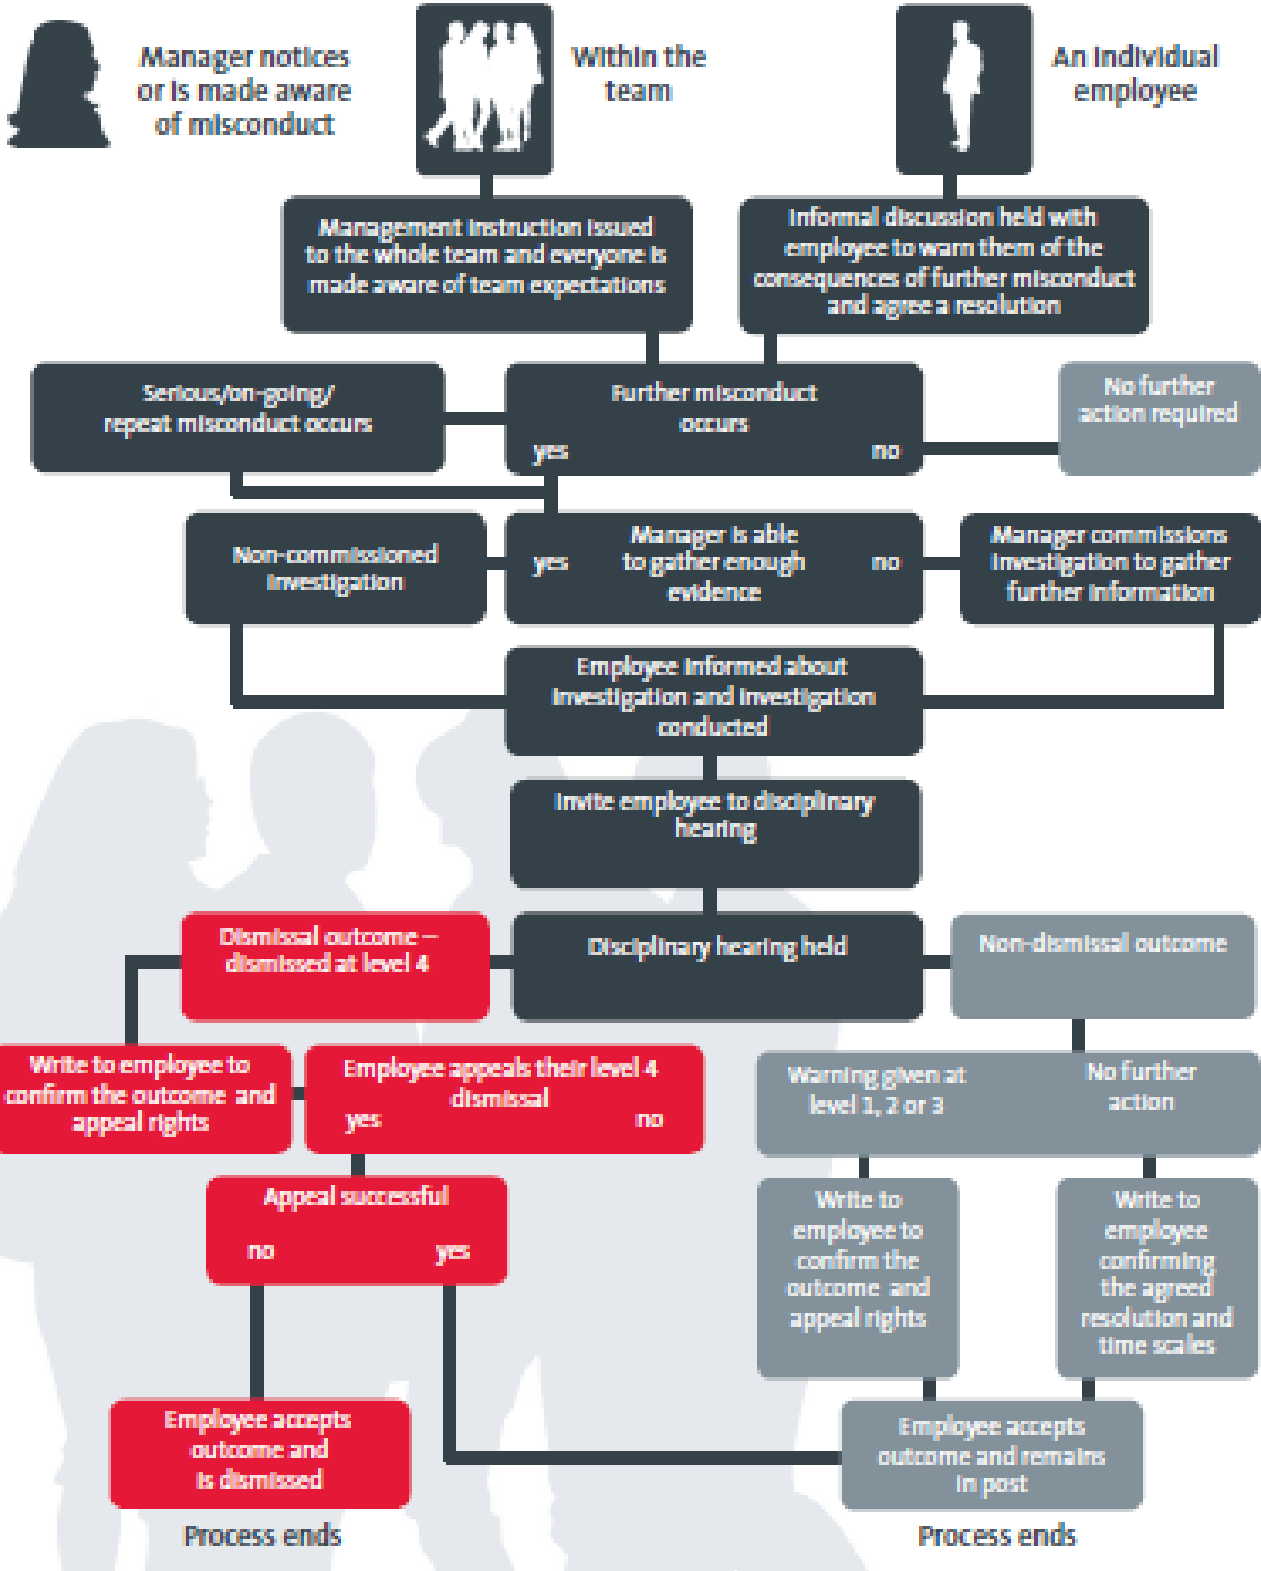 Manager notices
or is made aware
of misconduct
Within the
team
An individual
employee
Management instruction issued
to the whole team and everyone is
made aware of team expectations
Informal discussion held with
employee to warn them of the
consequences of further misconduct
and agree a resolution
Serious/on-going/
repeat misconduct occurs
Further misconduct
occurs
yes
no
No further
action required
Non-commissioned
investigation
Manager is able
to gather enough
evidence
yes
no
Manager commissions
investigation to gather
further information
Employee informed about
investigation and investigation
conducted
Invite employee to disciplinary
hearing
Dismissal outcome –
dismissed at level 4
Disciplinary hearing held
Non-dismissal outcome
Write to employee to
confirm the outcome and
appeal rights
Employee appeals their level 4
dismissal
yes
no
Warning given at
level 1, 2 or 3
No further
action
Appeal successful
no
yes
Write to
employee to
confirm the
outcome and
appeal rights
Write to
employee
confirming
the agreed
resolution and
time scales
Employee accepts
outcome and
is dismissed
Employee accepts
outcome and remains
in post
Process ends
Process ends